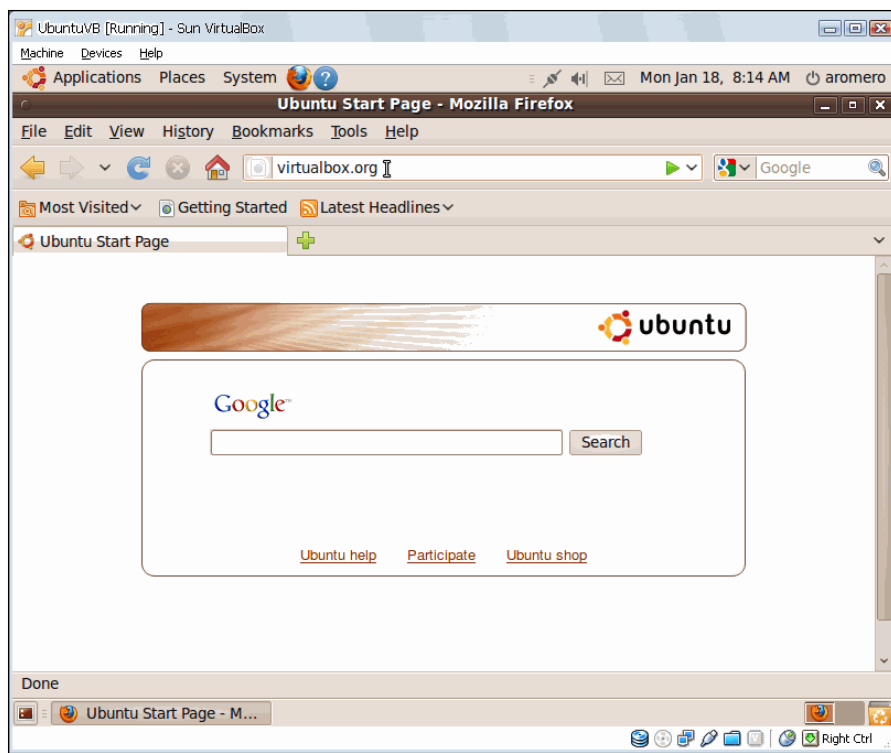 UbuntuVB [Running] - Sun VirtualBox
Machine Devices Help
Applications Places System ? Mon Jan 18, 8:14 AM aromero
Ubuntu Start Page - Mozilla Firefox
File Edit View History Bookmarks Tools Help
virtualbox.org Google
Most Visited Getting Started Latest Headlines
Ubuntu Start Page
ubuntu
Google™
Search
Ubuntu help Participate Ubuntu shop
Done
Ubuntu Start Page - M...
Right Ctrl